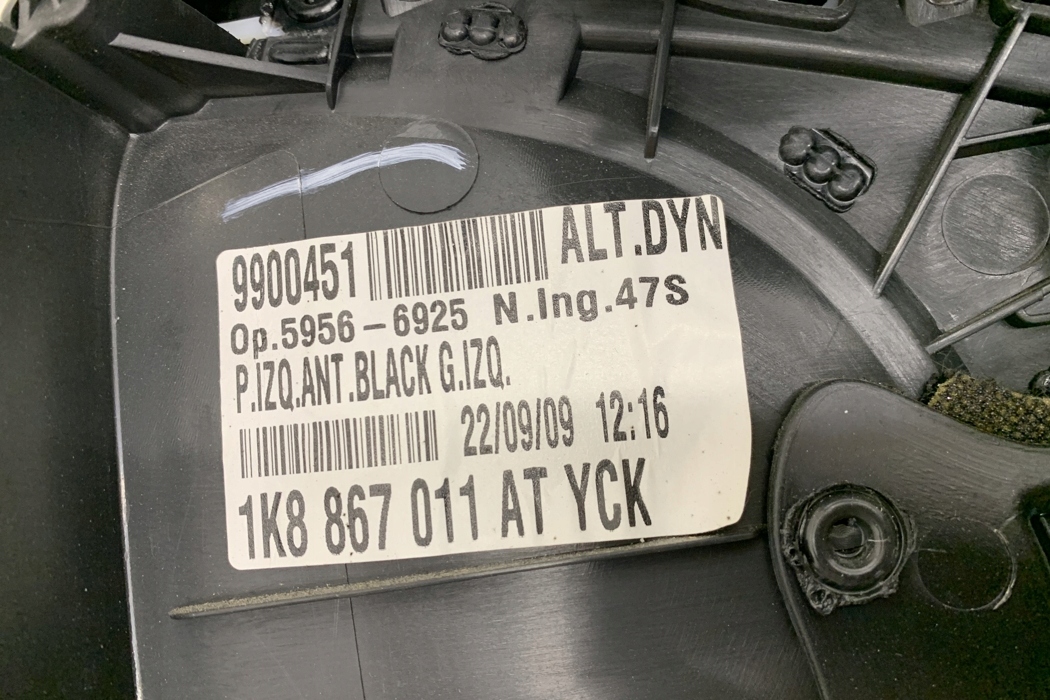 9900451 ALT.DYN
Op.5956-6925 N.Ing.47S
P.IZQ.ANT.BLACK G.IZQ.
22/09/09 12:16
1K8 867 011 AT YCK